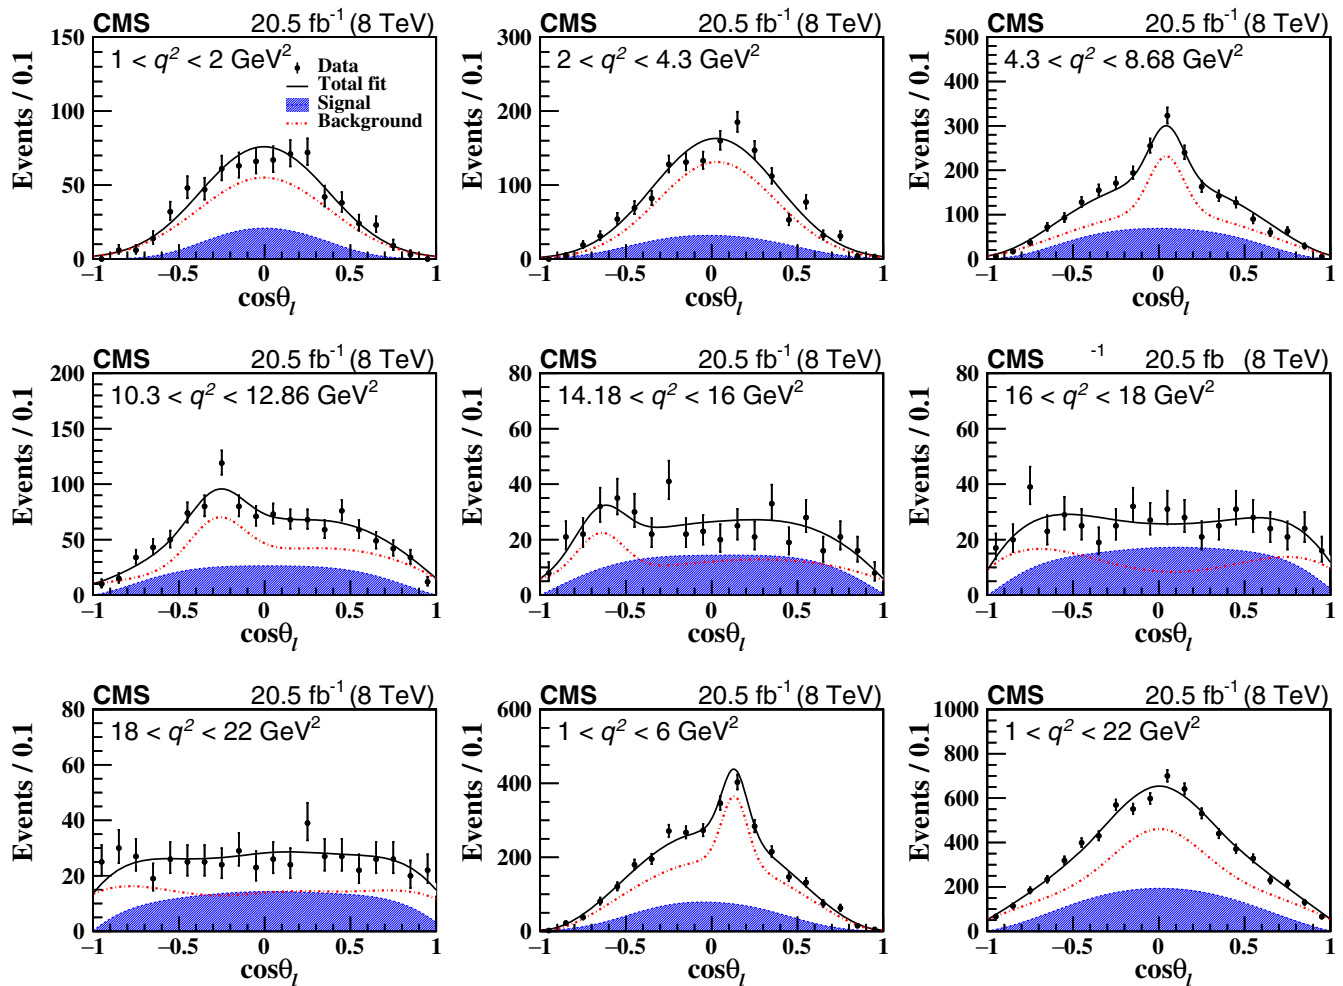 CMS 20.5 fb⁻¹ (8 TeV)
1 < q² < 2 GeV²
Data
Total fit
Signal
Background
Events / 0.1
150
100
50
0
−1 −0.5 0 0.5 1
cosθl
CMS 20.5 fb⁻¹ (8 TeV)
2 < q² < 4.3 GeV²
Events / 0.1
300
200
100
0
−1 −0.5 0 0.5 1
cosθl
CMS 20.5 fb⁻¹ (8 TeV)
4.3 < q² < 8.68 GeV²
Events / 0.1
500
400
300
200
100
0
−1 −0.5 0 0.5 1
cosθl
CMS 20.5 fb⁻¹ (8 TeV)
10.3 < q² < 12.86 GeV²
Events / 0.1
200
150
100
50
0
−1 −0.5 0 0.5 1
cosθl
CMS 20.5 fb⁻¹ (8 TeV)
14.18 < q² < 16 GeV²
Events / 0.1
80
60
40
20
0
−1 −0.5 0 0.5 1
cosθl
CMS ⁻¹ 20.5 fb (8 TeV)
16 < q² < 18 GeV²
Events / 0.1
80
60
40
20
0
−1 −0.5 0 0.5 1
cosθl
CMS 20.5 fb⁻¹ (8 TeV)
18 < q² < 22 GeV²
Events / 0.1
80
60
40
20
0
−1 −0.5 0 0.5 1
cosθl
CMS 20.5 fb⁻¹ (8 TeV)
1 < q² < 6 GeV²
Events / 0.1
600
400
200
0
−1 −0.5 0 0.5 1
cosθl
CMS 20.5 fb⁻¹ (8 TeV)
1 < q² < 22 GeV²
Events / 0.1
1000
800
600
400
200
0
−1 −0.5 0 0.5 1
cosθl